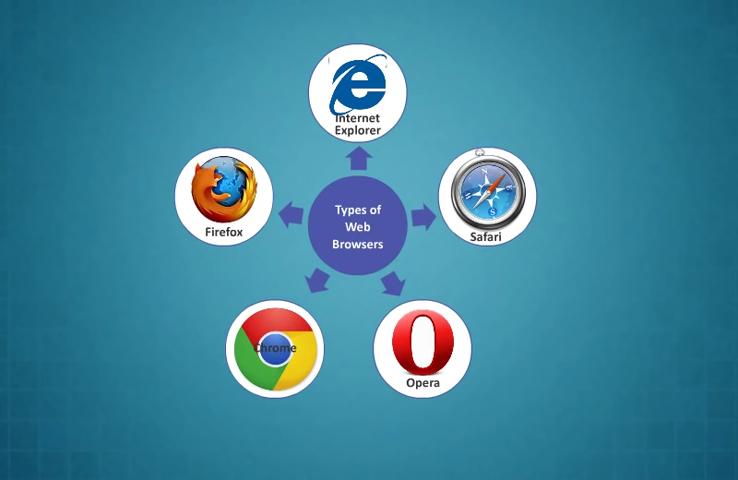 Internet
Explorer
Types of
Web
Browsers
Firefox
Safari
Chrome
Opera